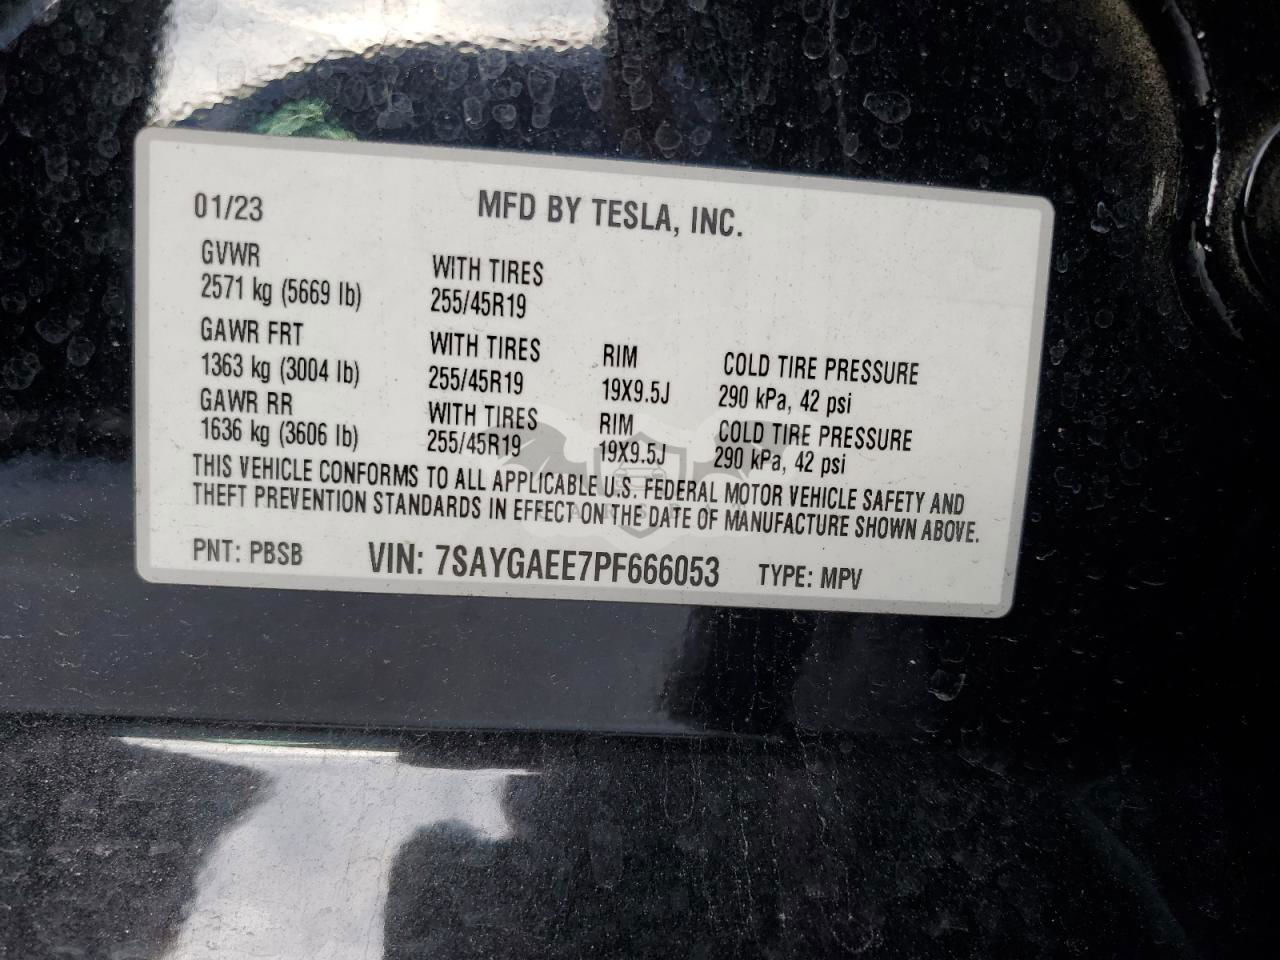 01/23 MFD BY TESLA, INC.
GVWR WITH TIRES
2571 kg (5669 lb) 255/45R19
GAWR FRT WITH TIRES RIM COLD TIRE PRESSURE
1363 kg (3004 lb) 255/45R19 19X9.5J 290 kPa, 42 psi
GAWR RR WITH TIRES RIM COLD TIRE PRESSURE
1636 kg (3606 lb) 255/45R19 19X9.5J 290 kPa, 42 psi
THIS VEHICLE CONFORMS TO ALL APPLICABLE U.S. FEDERAL MOTOR VEHICLE SAFETY AND
THEFT PREVENTION STANDARDS IN EFFECT ON THE DATE OF MANUFACTURE SHOWN ABOVE.
PNT: PBSB VIN: 7SAYGAEE7PF666053 TYPE: MPV